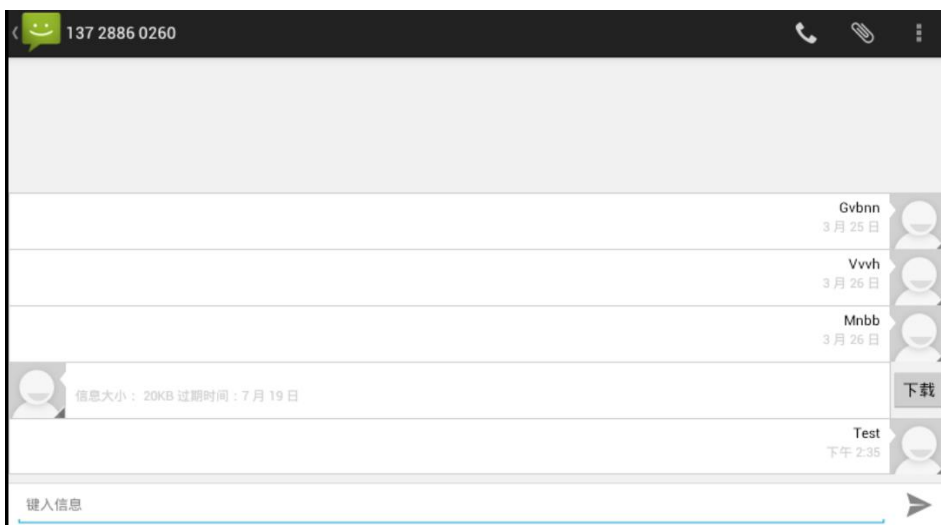 137 2886 0260
Gvbnn
3 月 25 日
Vvvh
3 月 26 日
Mnbb
3 月 26 日
信息大小： 20KB 过期时间：7 月 19 日
下载
Test
下午 2:35
键入信息